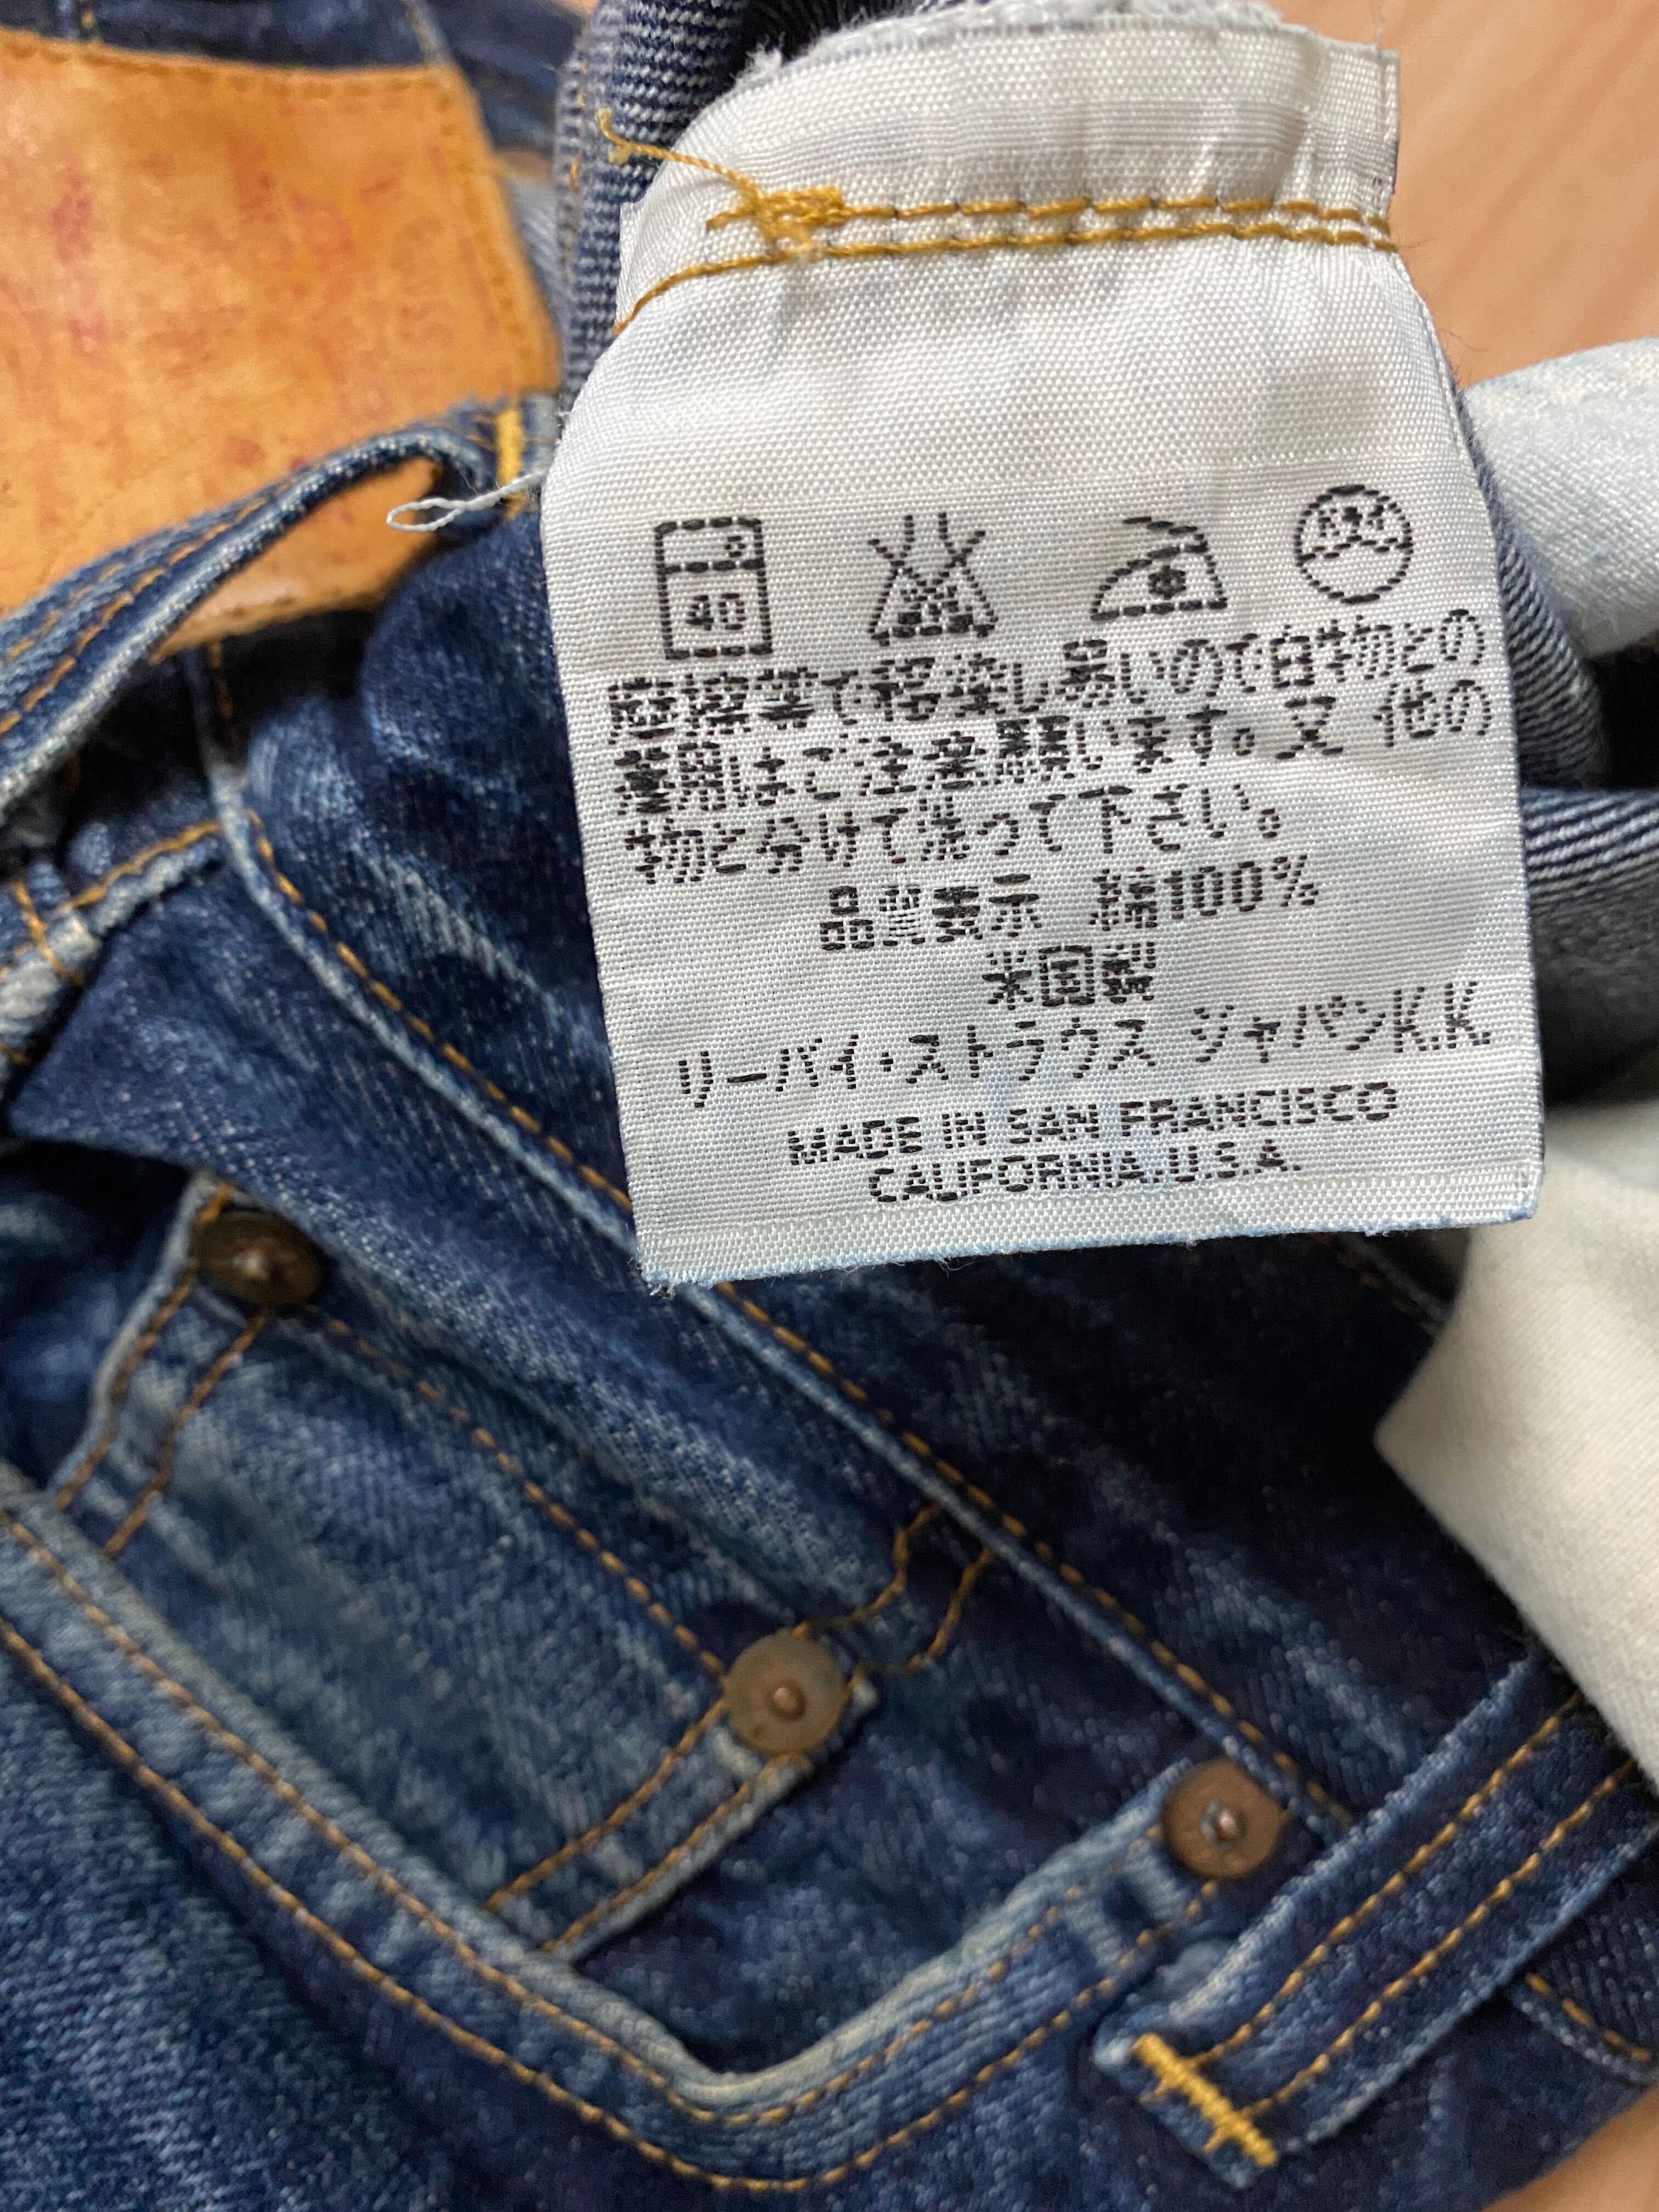 40
摩擦等で移染し易いので白物との
着用はご注意願います。又 他の
物と分けて洗って下さい。
品質表示 綿100%
米国製
リーバイ・ストラウス ジャパンK.K.
MADE IN SAN FRANCISCO
CALIFORNIA.U.S.A.